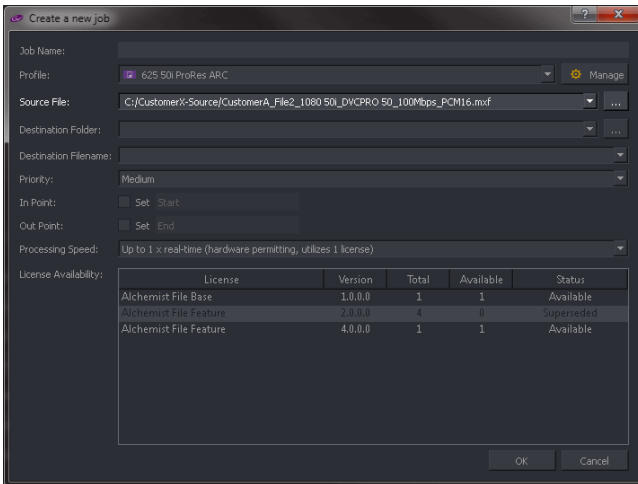 Create a new job
Job Name:
Profile: 625 50i ProRes ARC Manage
Source File: C:/CustomerX-Source/CustomerA_File2_1080 50i_DVCPRO 50_100Mbps_PCM16.mxf ...
Destination Folder: ...
Destination Filename:
Priority: Medium
In Point: Set Start
Out Point: Set End
Processing Speed: Up to 1 x real-time (hardware permitting, utilizes 1 license)
License Availability:
License Version Total Available Status
Alchemist File Base 1.0.0.0 1 1 Available
Alchemist File Feature 2.0.0.0 4 0 Superseded
Alchemist File Feature 4.0.0.0 1 1 Available
OK Cancel